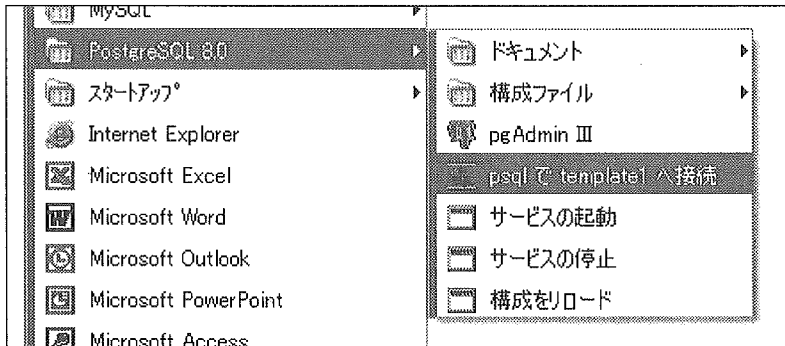 MySQL
PostgreSQL 8.0
スタートアップ
Internet Explorer
Microsoft Excel
Microsoft Word
Microsoft Outlook
Microsoft PowerPoint
Microsoft Access
ドキュメント
構成ファイル
pgAdmin III
psql で template1 へ接続
サービスの起動
サービスの停止
構成をリロード